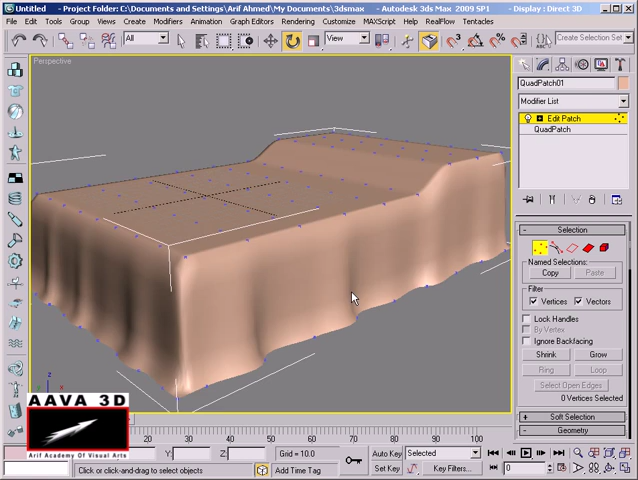 Untitled - Project Folder: C:\Documents and Settings\Arif Ahmed\My Documents\3dsmax - Autodesk 3ds Max 2009 SP1 - Display : Direct 3D
File Edit Tools Group Views Create Modifiers Animation Graph Editors Rendering Customize MAXScript Help RealFlow Tentacles
All View Create Selection Set
Perspective
QuadPatch01
Modifier List
Edit Patch
QuadPatch
Selection
Named Selections:
Copy Paste
Filter
Vertices Vectors
Lock Handles
By Vertex
Ignore Backfacing
Shrink Grow
Ring Loop
Select Open Edges
0 Vertices Selected
Soft Selection
Geometry
z
x
AAVA 3D
Arif Academy Of Visual Arts
20 30 40 50 60 70 80 90 100
Y: Z: Grid = 10.0
Auto Key Selected
Click or click-and-drag to select objects Add Time Tag
Set Key Key Filters... 0